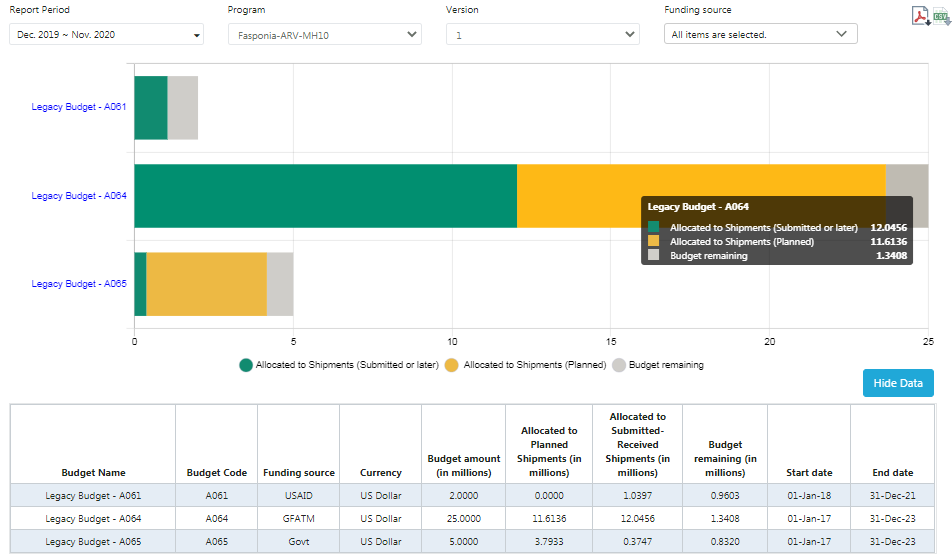 Report Period Program Version Funding source
Dec. 2019 ~ Nov. 2020 Fasponia-ARV-MH10 1 All items are selected.
CSV
Legacy Budget - A061
Legacy Budget - A064
Legacy Budget - A065
Legacy Budget - A064
Allocated to Shipments (Submitted or later) 12.0456
Allocated to Shipments (Planned) 11.6136
Budget remaining 1.3408
0 5 10 15 20 25
Allocated to Shipments (Submitted or later) Allocated to Shipments (Planned) Budget remaining
Hide Data
Budget Name Budget Code Funding source Currency Budget amount (in millions) Allocated to Planned Shipments (in millions) Allocated to Submitted-Received Shipments (in millions) Budget remaining (in millions) Start date End date
Legacy Budget - A061 A061 USAID US Dollar 2.0000 0.0000 1.0397 0.9603 01-Jan-18 31-Dec-21
Legacy Budget - A064 A064 GFATM US Dollar 25.0000 11.6136 12.0456 1.3408 01-Jan-17 31-Dec-23
Legacy Budget - A065 A065 Govt US Dollar 5.0000 3.7933 0.3747 0.8320 01-Jan-17 31-Dec-23